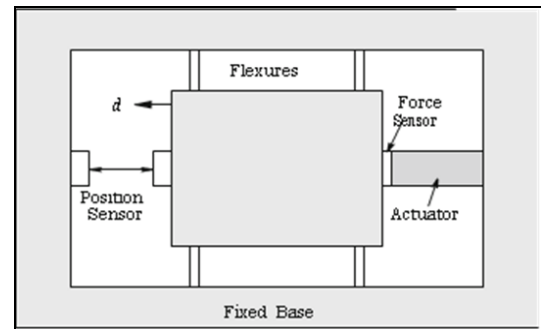 Flexures
d
Force
Sensor
Position
Sensor
Actuator
Fixed Base